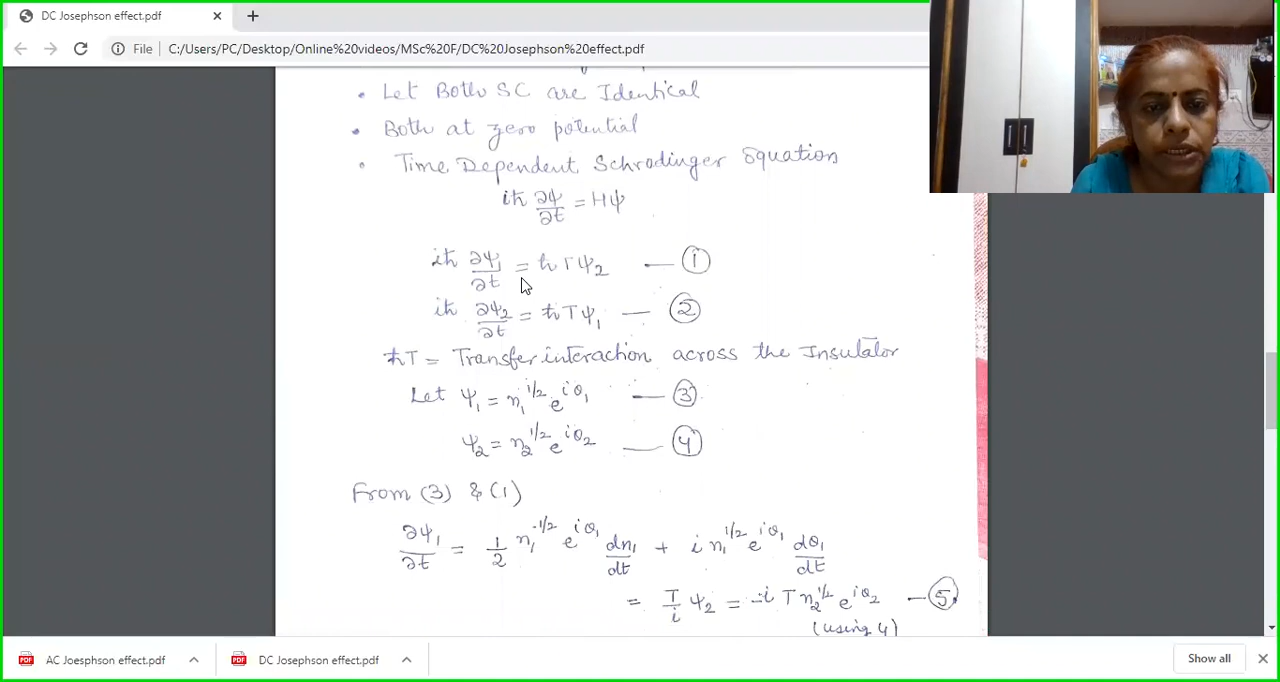 DC Josephson effect.pdf
File C:/Users/PC/Desktop/Online%20videos/MSc%20F/DC%20Josephson%20effect.pdf
• Let Both SC are Identical
• Both at zero potential
• Time Dependent Schrodinger Equation
iħ ∂ψ/∂t = Hψ
iħ ∂ψ₁/∂t = ħTψ₂ — ①
iħ ∂ψ₂/∂t = ħTψ₁ — ②
ħT = Transfer interaction across the Insulator
Let ψ₁ = n₁^1/2 e^iθ₁ — ③
ψ₂ = n₂^1/2 e^iθ₂ — ④
From (3) & (1)
∂ψ₁/∂t = 1/2 n₁^-1/2 e^iθ₁ dn₁/dt + i n₁^1/2 e^iθ₁ dθ₁/dt
= T/i ψ₂ = -i T n₂^1/2 e^iθ₂ — ⑤
(using 4)
AC Joesphson effect.pdf
DC Josephson effect.pdf
Show all